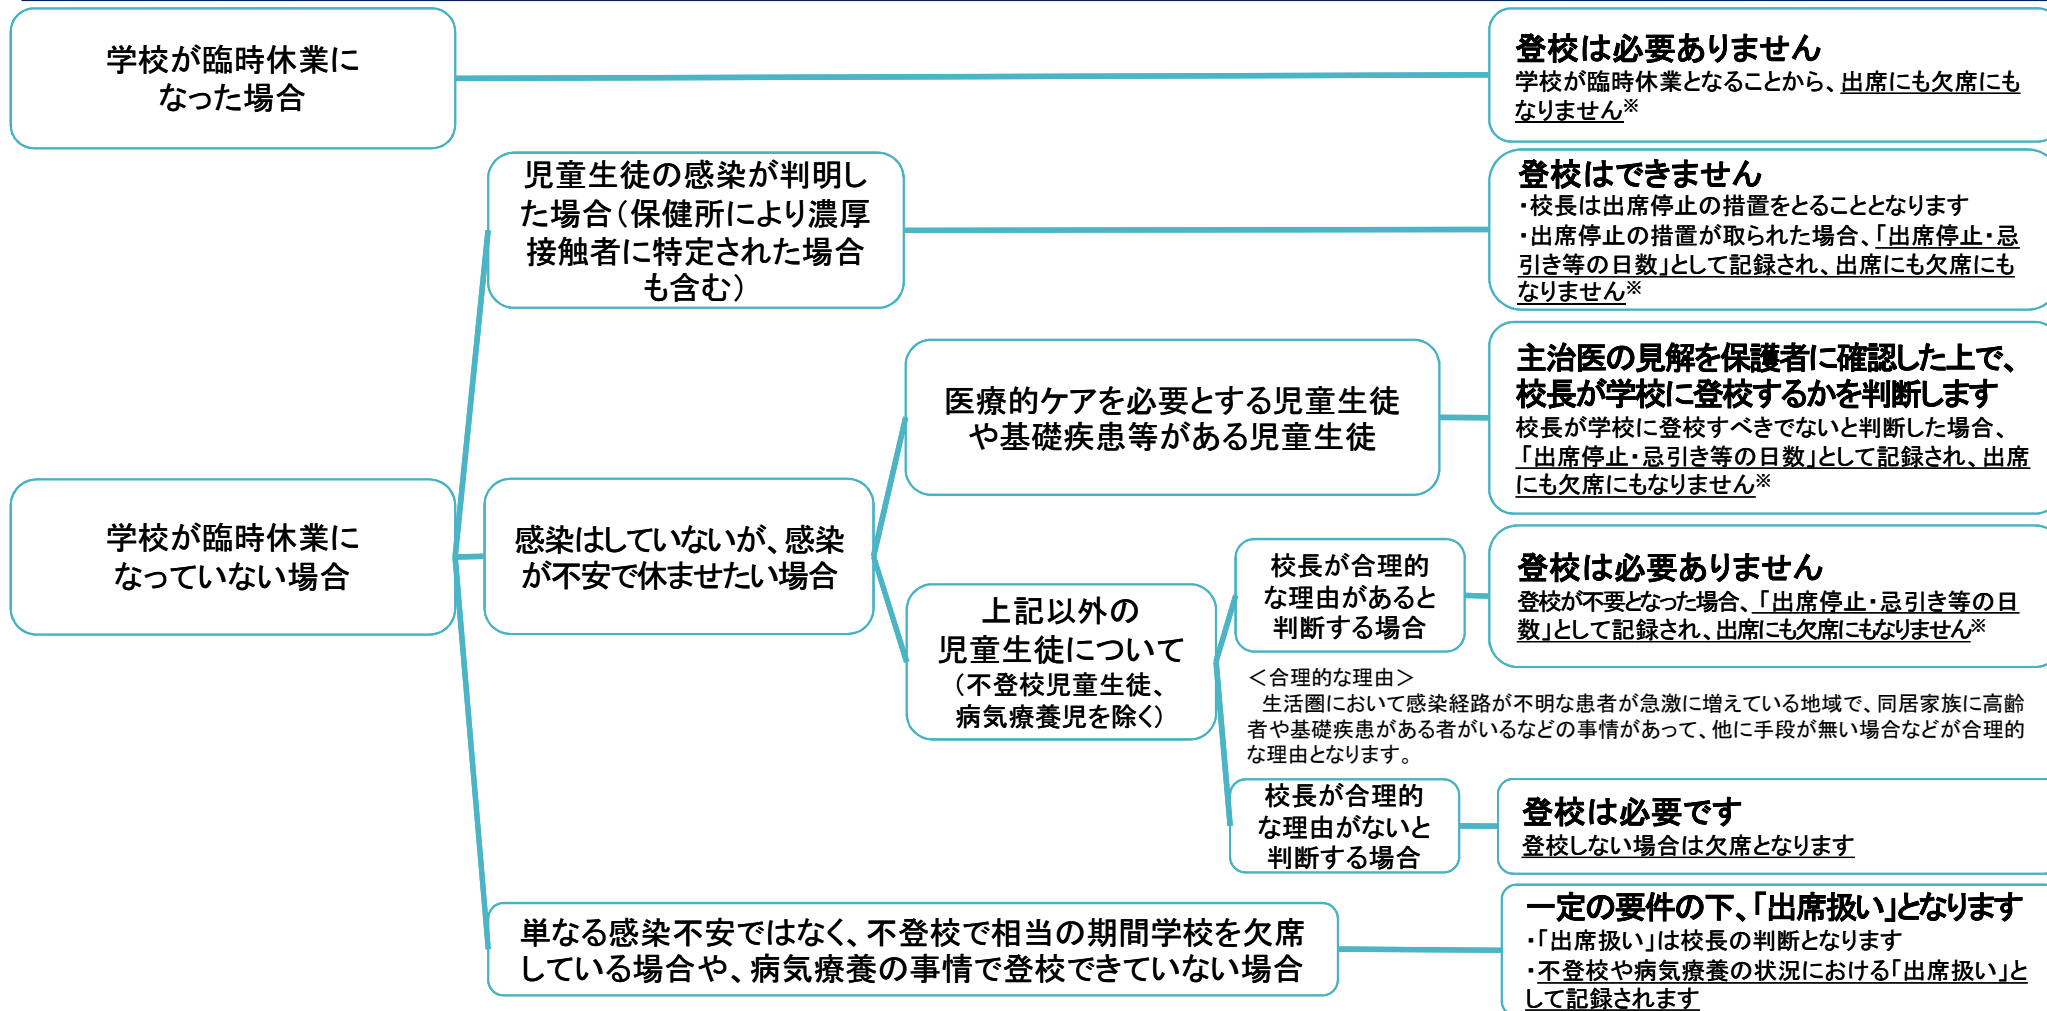 学校が臨時休業に
なった場合
登校は必要ありません
学校が臨時休業となることから、出席にも欠席にも
なりません※
児童生徒の感染が判明し
た場合（保健所により濃厚
接触者に特定された場合
も含む）
登校はできません
・校長は出席停止の措置をとることとなります
・出席停止の措置が取られた場合、「出席停止・忌
引き等の日数」として記録され、出席にも欠席にも
なりません※
医療的ケアを必要とする児童生徒
や基礎疾患等がある児童生徒
主治医の見解を保護者に確認した上で、
校長が学校に登校するかを判断します
校長が学校に登校すべきでないと判断した場合、
「出席停止・忌引き等の日数」として記録され、出席
にも欠席にもなりません※
学校が臨時休業に
なっていない場合
感染はしていないが、感染
が不安で休ませたい場合
上記以外の
児童生徒について
（不登校児童生徒、
病気療養児を除く）
校長が合理的
な理由があると
判断する場合
登校は必要ありません
登校が不要となった場合、「出席停止・忌引き等の日
数」として記録され、出席にも欠席にもなりません※
＜合理的な理由＞
生活圏において感染経路が不明な患者が急激に増えている地域で、同居家族に高齢
者や基礎疾患がある者がいるなどの事情があって、他に手段が無い場合などが合理的
な理由となります。
校長が合理的
な理由がないと
判断する場合
登校は必要です
登校しない場合は欠席となります
単なる感染不安ではなく、不登校で相当の期間学校を欠席
している場合や、病気療養の事情で登校できていない場合
一定の要件の下、「出席扱い」となります
・「出席扱い」は校長の判断となります
・不登校や病気療養の状況における「出席扱い」と
して記録されます